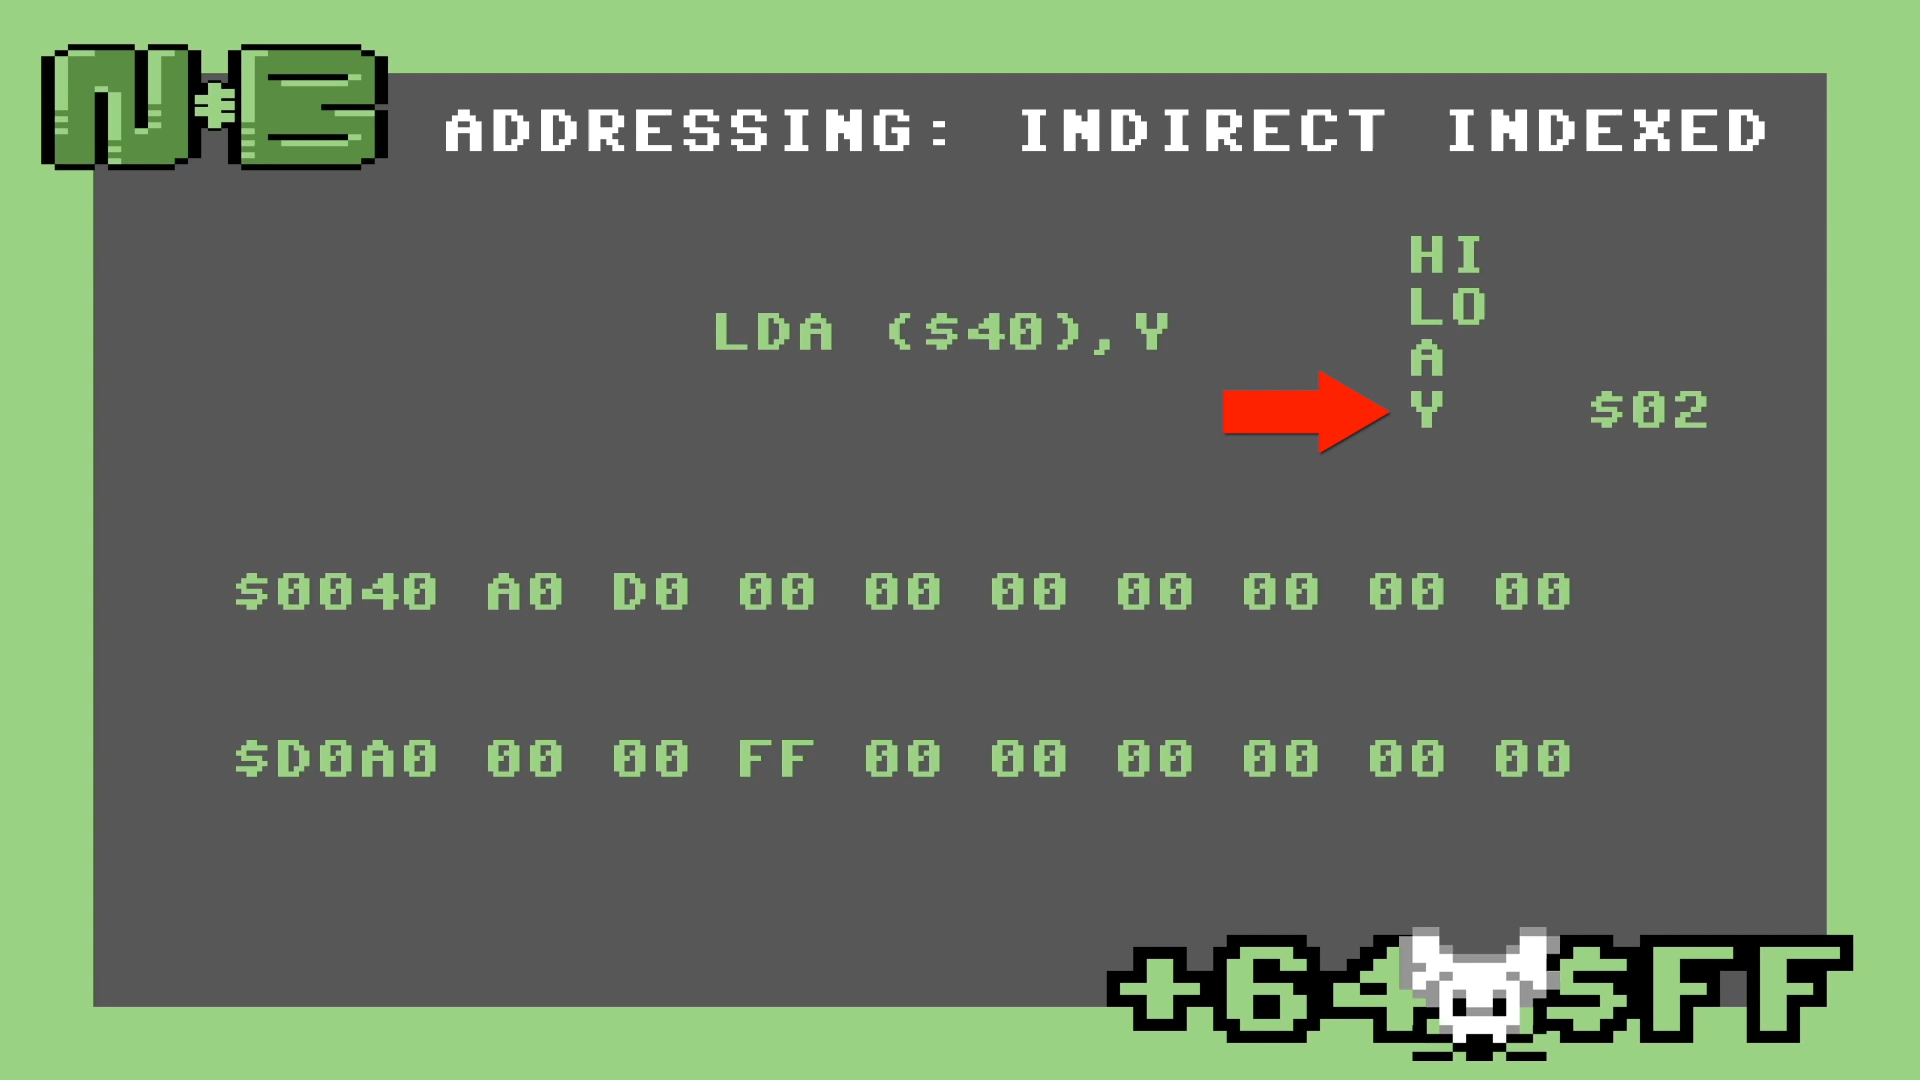 N*B
ADDRESSING: INDIRECT INDEXED
HI
LO
LDA ($40),Y
A
Y $02
$0040 A0 D0 00 00 00 00 00 00 00
$D0A0 00 00 FF 00 00 00 00 00 00
+64 $FF